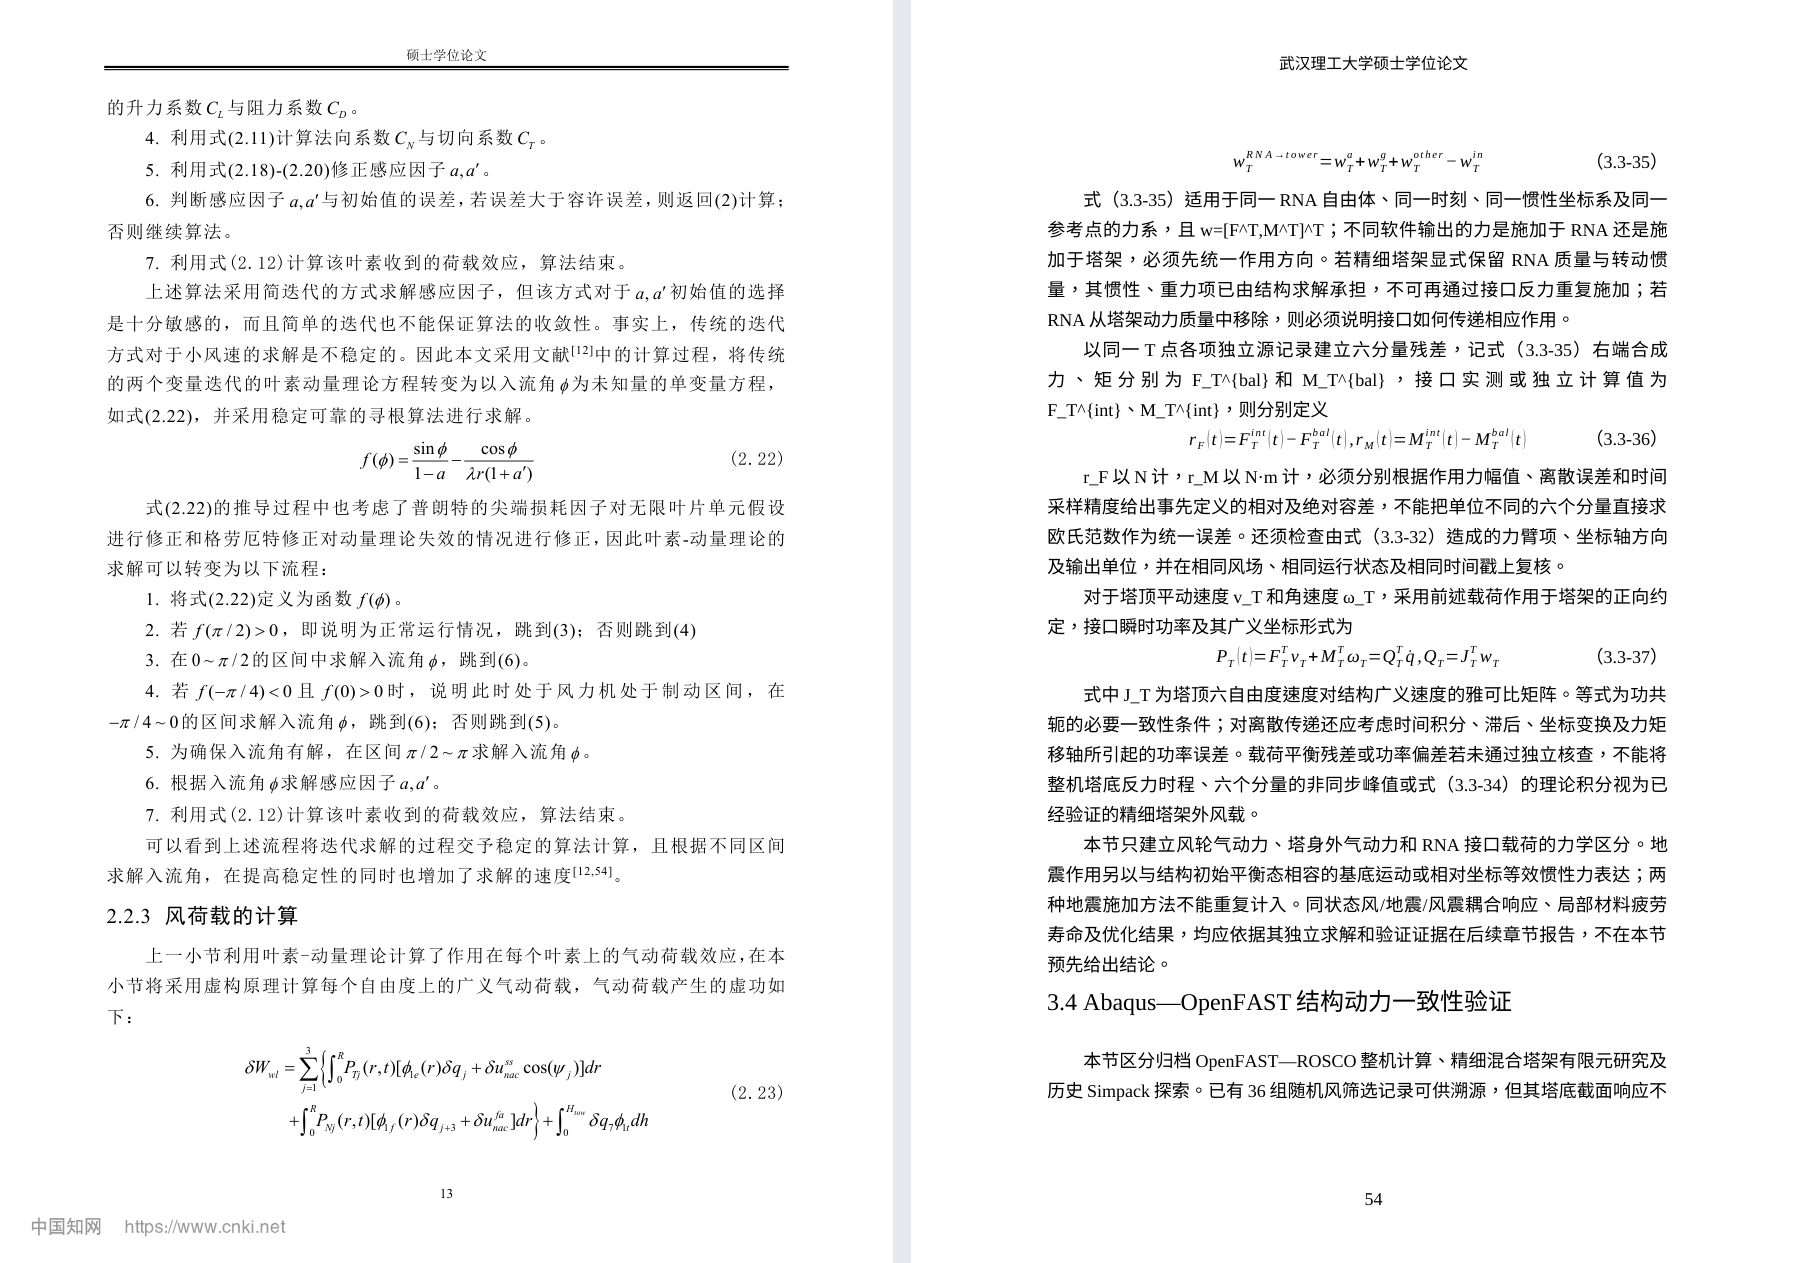 硕士学位论文
的升力系数 C_L 与阻力系数 C_D 。
4. 利用式(2.11)计算法向系数 C_N 与切向系数 C_T 。
5. 利用式(2.18)-(2.20)修正感应因子 a,a′ 。
6. 判断感应因子 a,a′ 与初始值的误差,若误差大于容许误差,则返回(2)计算;
否则继续算法。
7. 利用式(2.12)计算该叶素收到的荷载效应，算法结束。
上述算法采用简迭代的方式求解感应因子，但该方式对于 a, a′ 初始值的选择
是十分敏感的，而且简单的迭代也不能保证算法的收敛性。事实上，传统的迭代
方式对于小风速的求解是不稳定的。因此本文采用文献[12]中的计算过程，将传统
的两个变量迭代的叶素动量理论方程转变为以入流角 ϕ 为未知量的单变量方程，
如式(2.22)，并采用稳定可靠的寻根算法进行求解。
f(ϕ) = sin ϕ / (1−a) − cos ϕ / (λr(1+a′)) (2.22)
式(2.22)的推导过程中也考虑了普朗特的尖端损耗因子对无限叶片单元假设
进行修正和格劳厄特修正对动量理论失效的情况进行修正,因此叶素-动量理论的
求解可以转变为以下流程：
1. 将式(2.22)定义为函数 f(ϕ) 。
2. 若 f(π / 2) > 0，即说明为正常运行情况，跳到(3)；否则跳到(4)
3. 在 0 ~ π / 2 的区间中求解入流角 ϕ，跳到(6)。
4. 若 f(−π / 4) < 0 且 f(0) > 0 时，说明此时处于风力机处于制动区间，在
−π / 4 ~ 0 的区间求解入流角 ϕ，跳到(6)；否则跳到(5)。
5. 为确保入流角有解，在区间 π / 2 ~ π 求解入流角 ϕ。
6. 根据入流角 ϕ 求解感应因子 a,a′ 。
7. 利用式(2.12)计算该叶素收到的荷载效应，算法结束。
可以看到上述流程将迭代求解的过程交予稳定的算法计算，且根据不同区间
求解入流角，在提高稳定性的同时也增加了求解的速度[12,54]。
2.2.3 风荷载的计算
上一小节利用叶素-动量理论计算了作用在每个叶素上的气动荷载效应,在本
小节将采用虚构原理计算每个自由度上的广义气动荷载，气动荷载产生的虚功如
下：
δW_wl = ∑_{j=1}^{3} { ∫_0^R P_Tj(r,t)[ϕ_1e(r)δq_j + δu_nac^ss cos(ψ_j)]dr
+ ∫_0^R P_Nj(r,t)[ϕ_1f(r)δq_{j+3} + δu_nac^fa]dr } + ∫_0^{H_tow} δq_7ϕ_1t dh (2.23)
13
中国知网 https://www.cnki.net
武汉理工大学硕士学位论文
w_T^{RNA→tower} = w_T^a + w_T^g + w_T^{other} − w_T^{in} （3.3-35）
式（3.3-35）适用于同一 RNA 自由体、同一时刻、同一惯性坐标系及同一
参考点的力系，且 w=[F^T,M^T]^T；不同软件输出的力是施加于 RNA 还是施
加于塔架，必须先统一作用方向。若精细塔架显式保留 RNA 质量与转动惯
量，其惯性、重力项已由结构求解承担，不可再通过接口反力重复施加；若
RNA 从塔架动力质量中移除，则必须说明接口如何传递相应作用。
以同一 T 点各项独立源记录建立六分量残差，记式（3.3-35）右端合成
力、矩分别为 F_T^{bal} 和 M_T^{bal}，接口实测或独立计算值为
F_T^{int}、M_T^{int}，则分别定义
r_F(t)=F_T^{int}(t)−F_T^{bal}(t),r_M(t)=M_T^{int}(t)−M_T^{bal}(t) （3.3-36）
r_F 以 N 计，r_M 以 N·m 计，必须分别根据作用力幅值、离散误差和时间
采样精度给出事先定义的相对及绝对容差，不能把单位不同的六个分量直接求
欧氏范数作为统一误差。还须检查由式（3.3-32）造成的力臂项、坐标轴方向
及输出单位，并在相同风场、相同运行状态及相同时间戳上复核。
对于塔顶平动速度 v_T 和角速度 ω_T，采用前述载荷作用于塔架的正向约
定，接口瞬时功率及其广义坐标形式为
P_T(t)=F_T^T v_T+M_T^T ω_T=Q_T^T q̇,Q_T=J_T^T w_T （3.3-37）
式中 J_T 为塔顶六自由度速度对结构广义速度的雅可比矩阵。等式为功共
轭的必要一致性条件；对离散传递还应考虑时间积分、滞后、坐标变换及力矩
移轴所引起的功率误差。载荷平衡残差或功率偏差若未通过独立核查，不能将
整机塔底反力时程、六个分量的非同步峰值或式（3.3-34）的理论积分视为已
经验证的精细塔架外风载。
本节只建立风轮气动力、塔身外气动力和 RNA 接口载荷的力学区分。地
震作用另以与结构初始平衡态相容的基底运动或相对坐标等效惯性力表达；两
种地震施加方法不能重复计入。同状态风/地震/风震耦合响应、局部材料疲劳
寿命及优化结果，均应依据其独立求解和验证证据在后续章节报告，不在本节
预先给出结论。
3.4 Abaqus—OpenFAST 结构动力一致性验证
本节区分归档 OpenFAST—ROSCO 整机计算、精细混合塔架有限元研究及
历史 Simpack 探索。已有 36 组随机风筛选记录可供溯源，但其塔底截面响应不
54